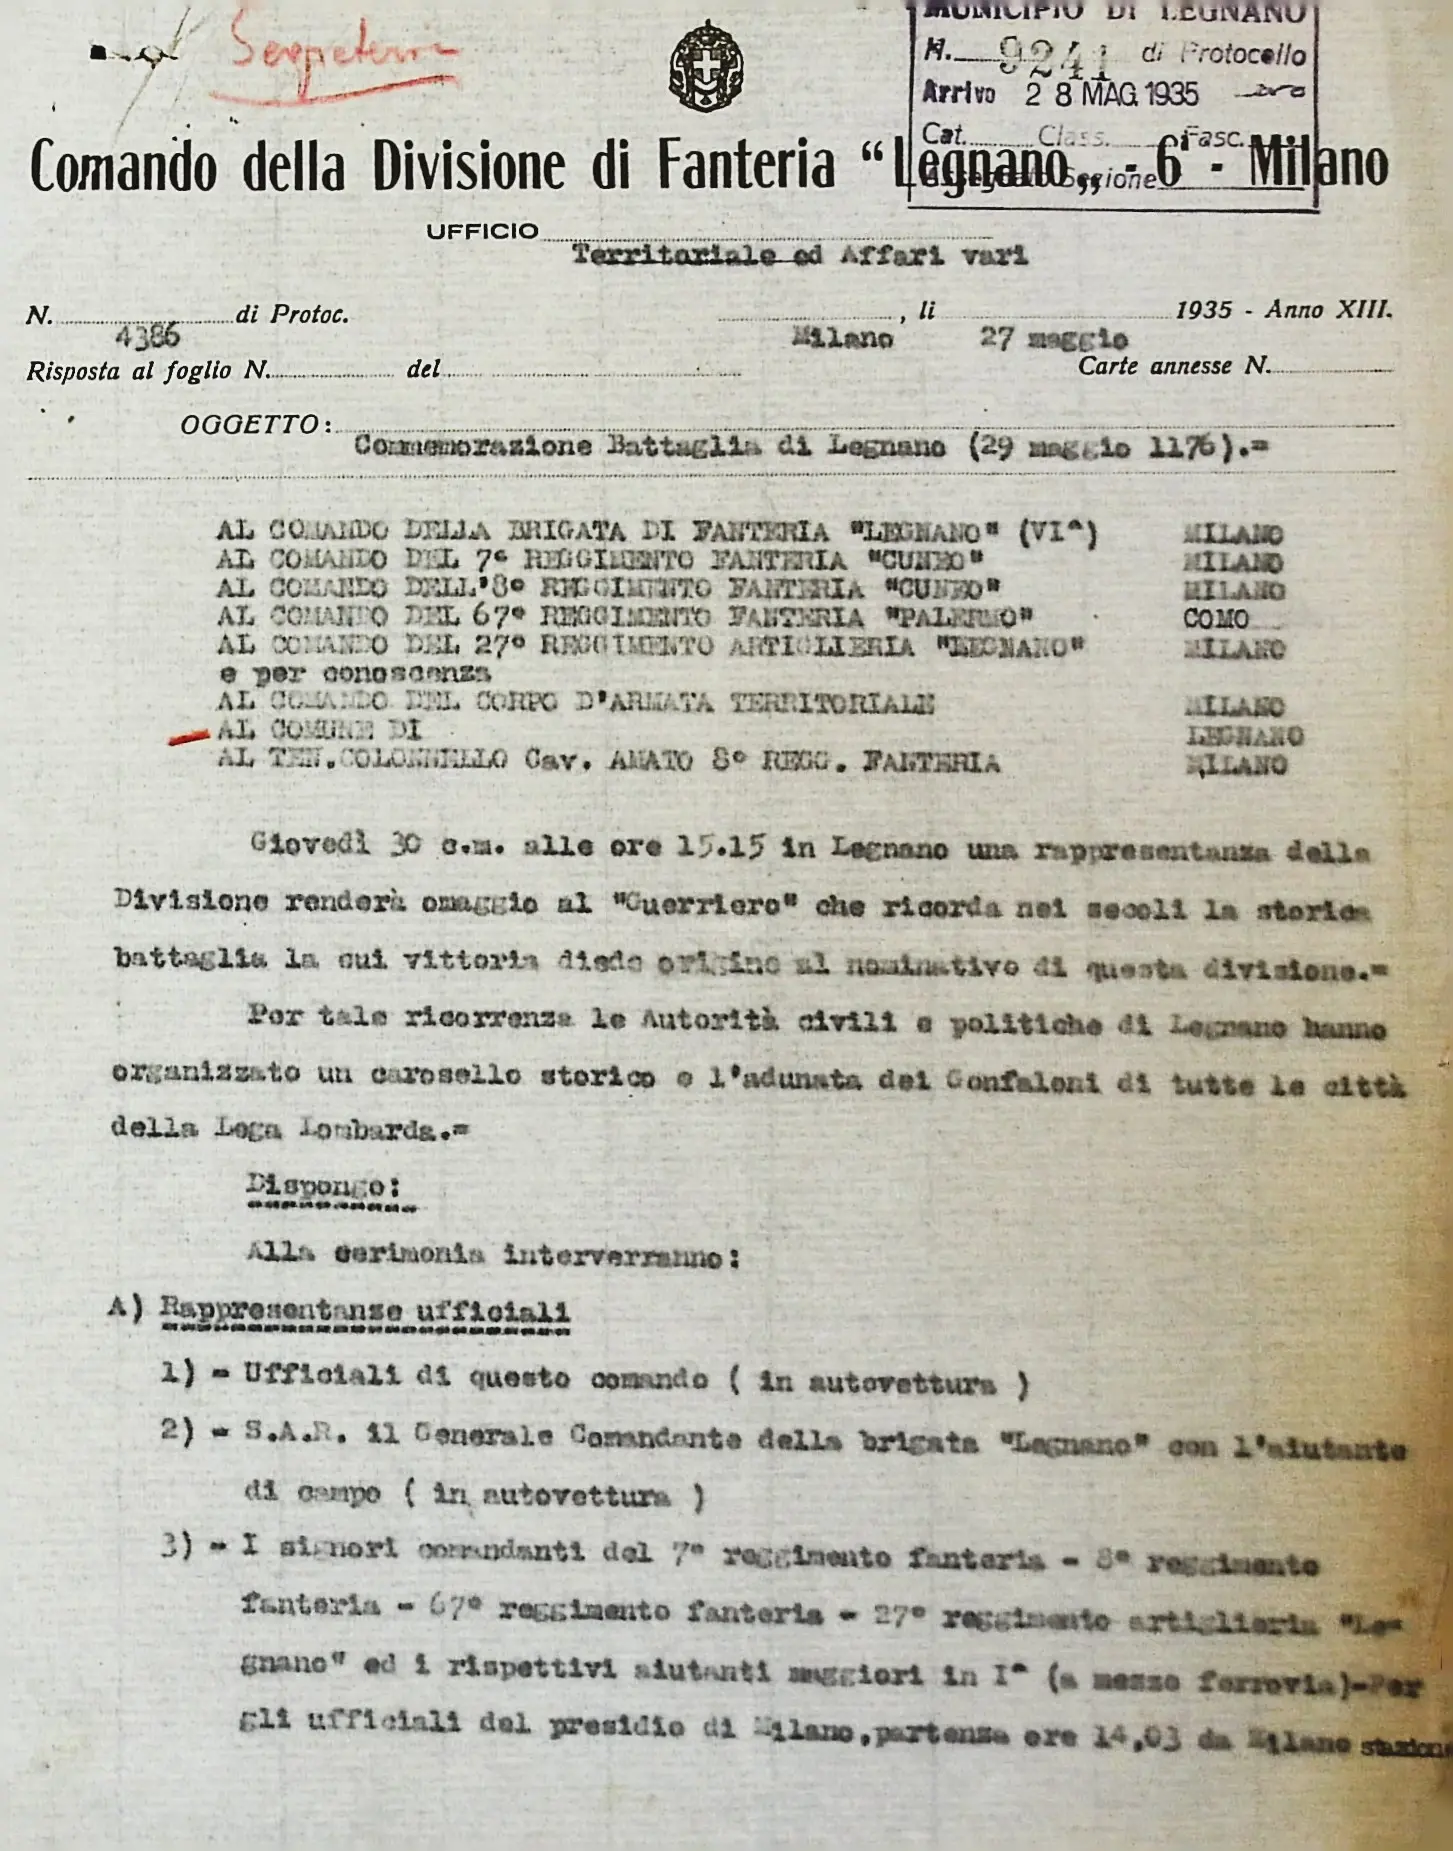 Segreteria
MUNICIPIO DI LEGNANO
N. 9241 di Protocollo
Arrivo 28 MAG 1935
Cat. Class. Fasc.
Assegnato Sezione
Comando della Divisione di Fanteria “Legnano„ - 6ª - Milano
UFFICIO Territoriale ed Affari vari
N. 4386 di Protoc. Milano, li 27 maggio 1935 - Anno XIII.
Risposta al foglio N. del Carte annesse N.
OGGETTO: Commemorazione Battaglia di Legnano (29 maggio 1176).=
AL COMANDO DELLA BRIGATA DI FANTERIA "LEGNANO" (VI^) MILANO
AL COMANDO DEL 7° REGGIMENTO FANTERIA "CUNEO" MILANO
AL COMANDO DELL'8° REGGIMENTO FANTERIA "CUNEO" MILANO
AL COMANDO DEL 67° REGGIMENTO FANTERIA "PALERMO" COMO
AL COMANDO DEL 27° REGGIMENTO ARTIGLIERIA "LEGNANO" MILANO
e per conoscenza
AL COMANDO DEL CORPO D'ARMATA TERRITORIALE MILANO
AL COMUNE DI LEGNANO
AL TEN.COLONNELLO Cav. AMATO 8° REGG. FANTERIA MILANO
Giovedì 30 c.m. alle ore 15.15 in Legnano una rappresentanza della
Divisione renderà omaggio al "Guerriero" che ricorda nei secoli la storica
battaglia la cui vittoria diede origine al nominativo di questa divisione.=
Per tale ricorrenza le Autorità civili e politiche di Legnano hanno
organizzato un carosello storico e l'adunata dei Gonfaloni di tutte le città
della Lega Lombarda.=
Dispongo:
Alla cerimonia interverranno:
A) Rappresentanze ufficiali
1) - Ufficiali di questo comando ( in autovettura )
2) - S.A.R. il Generale Comandante della brigata "Legnano" con l'aiutante
di campo ( in autovettura )
3) - I signori comandanti del 7° reggimento fanteria - 8° reggimento
fanteria - 67° reggimento fanteria - 27° reggimento artiglieria "Le-
gnano" ed i rispettivi aiutanti maggiori in I^ (a mezzo ferrovia)-Per
gli ufficiali del presidio di Milano,partenza ore 14,03 da Milano stazione